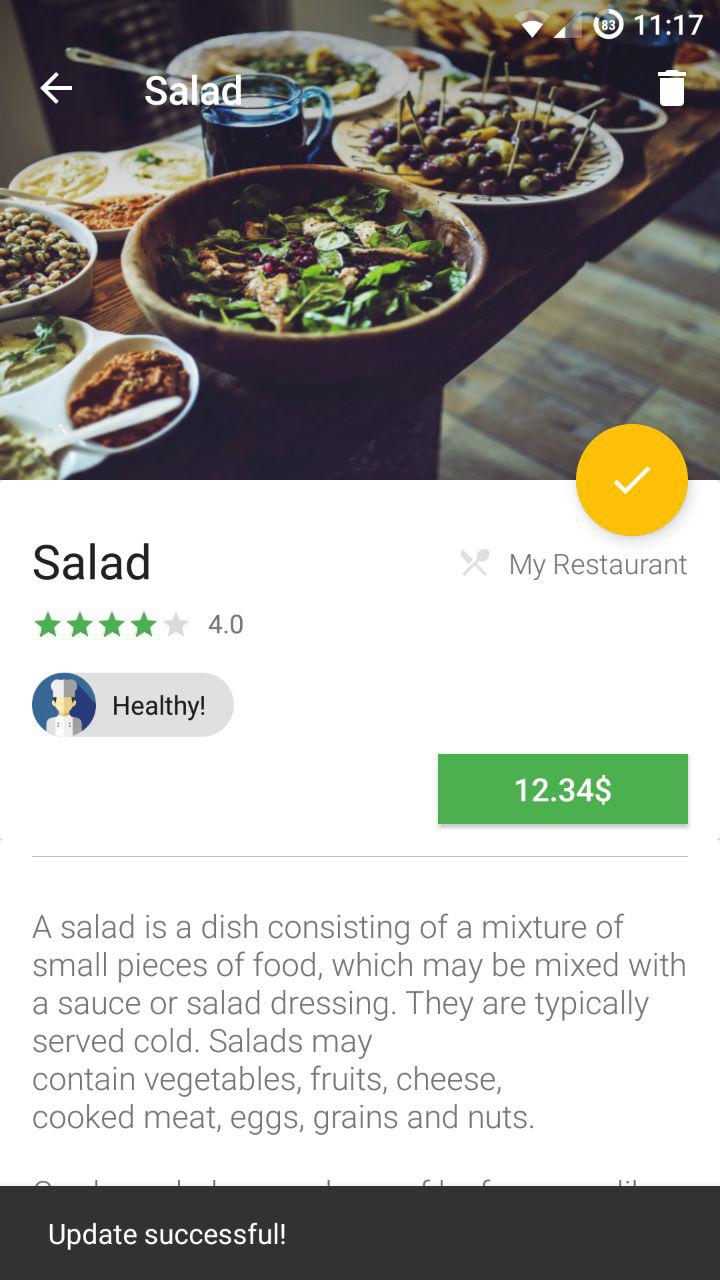 83 11:17
Salad
Salad
My Restaurant
4.0
Healthy!
12.34$
A salad is a dish consisting of a mixture of
small pieces of food, which may be mixed with
a sauce or salad dressing. They are typically
served cold. Salads may
contain vegetables, fruits, cheese,
cooked meat, eggs, grains and nuts.
Update successful!